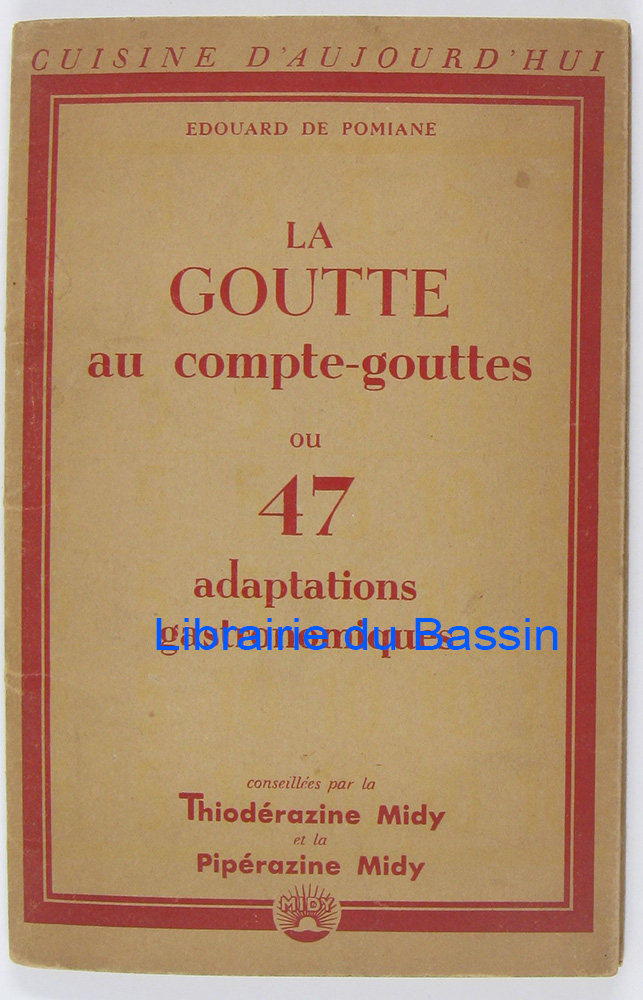 CUISINE D'AUJOURD'HUI
EDOUARD DE POMIANE
LA
GOUTTE
au compte-gouttes
ou
47
adaptations
gastronomiques
Librairie du Bassin
conseillées par la
Thiodérazine Midy
et la
Pipérazine Midy
MIDY